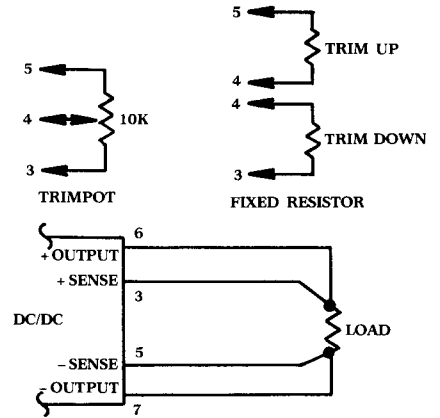 5
4
10K
3
TRIMPOT
5
TRIM UP
4
4
TRIM DOWN
3
FIXED RESISTOR
6
+ OUTPUT
+ SENSE
3
DC/DC
LOAD
5
– SENSE
– OUTPUT
7